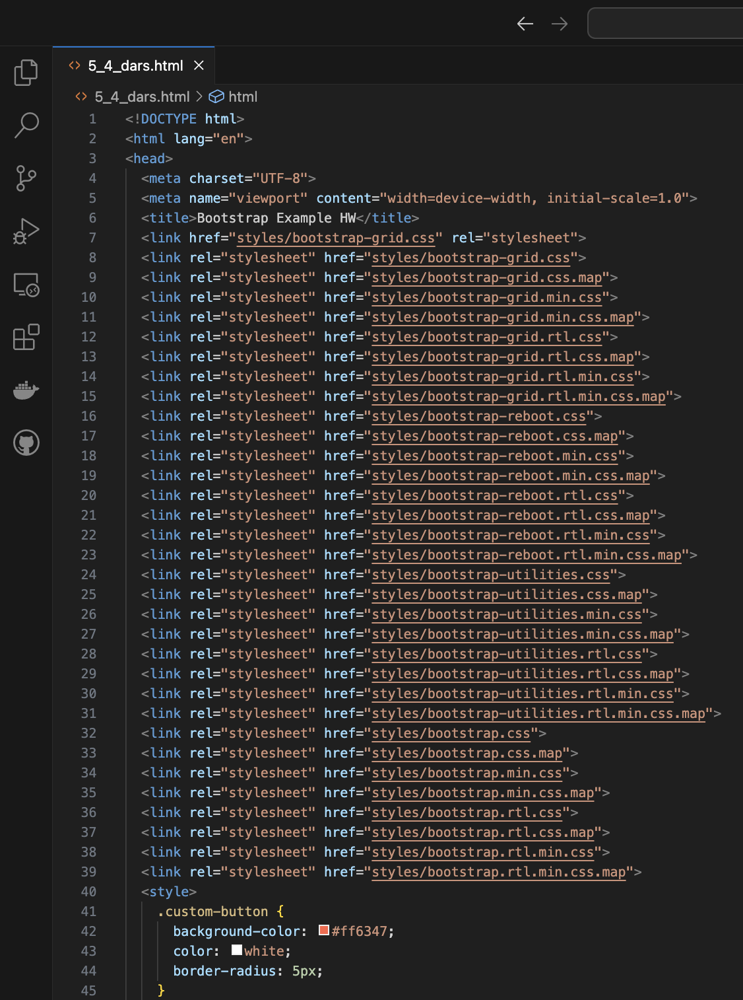 5_4_dars.html
5_4_dars.html > html
1 <!DOCTYPE html>
2 <html lang="en">
3 <head>
4 <meta charset="UTF-8">
5 <meta name="viewport" content="width=device-width, initial-scale=1.0">
6 <title>Bootstrap Example HW</title>
7 <link href="styles/bootstrap-grid.css" rel="stylesheet">
8 <link rel="stylesheet" href="styles/bootstrap-grid.css">
9 <link rel="stylesheet" href="styles/bootstrap-grid.css.map">
10 <link rel="stylesheet" href="styles/bootstrap-grid.min.css">
11 <link rel="stylesheet" href="styles/bootstrap-grid.min.css.map">
12 <link rel="stylesheet" href="styles/bootstrap-grid.rtl.css">
13 <link rel="stylesheet" href="styles/bootstrap-grid.rtl.css.map">
14 <link rel="stylesheet" href="styles/bootstrap-grid.rtl.min.css">
15 <link rel="stylesheet" href="styles/bootstrap-grid.rtl.min.css.map">
16 <link rel="stylesheet" href="styles/bootstrap-reboot.css">
17 <link rel="stylesheet" href="styles/bootstrap-reboot.css.map">
18 <link rel="stylesheet" href="styles/bootstrap-reboot.min.css">
19 <link rel="stylesheet" href="styles/bootstrap-reboot.min.css.map">
20 <link rel="stylesheet" href="styles/bootstrap-reboot.rtl.css">
21 <link rel="stylesheet" href="styles/bootstrap-reboot.rtl.css.map">
22 <link rel="stylesheet" href="styles/bootstrap-reboot.rtl.min.css">
23 <link rel="stylesheet" href="styles/bootstrap-reboot.rtl.min.css.map">
24 <link rel="stylesheet" href="styles/bootstrap-utilities.css">
25 <link rel="stylesheet" href="styles/bootstrap-utilities.css.map">
26 <link rel="stylesheet" href="styles/bootstrap-utilities.min.css">
27 <link rel="stylesheet" href="styles/bootstrap-utilities.min.css.map">
28 <link rel="stylesheet" href="styles/bootstrap-utilities.rtl.css">
29 <link rel="stylesheet" href="styles/bootstrap-utilities.rtl.css.map">
30 <link rel="stylesheet" href="styles/bootstrap-utilities.rtl.min.css">
31 <link rel="stylesheet" href="styles/bootstrap-utilities.rtl.min.css.map">
32 <link rel="stylesheet" href="styles/bootstrap.css">
33 <link rel="stylesheet" href="styles/bootstrap.css.map">
34 <link rel="stylesheet" href="styles/bootstrap.min.css">
35 <link rel="stylesheet" href="styles/bootstrap.min.css.map">
36 <link rel="stylesheet" href="styles/bootstrap.rtl.css">
37 <link rel="stylesheet" href="styles/bootstrap.rtl.css.map">
38 <link rel="stylesheet" href="styles/bootstrap.rtl.min.css">
39 <link rel="stylesheet" href="styles/bootstrap.rtl.min.css.map">
40 <style>
41 .custom-button {
42 background-color: #ff6347;
43 color: white;
44 border-radius: 5px;
45 }